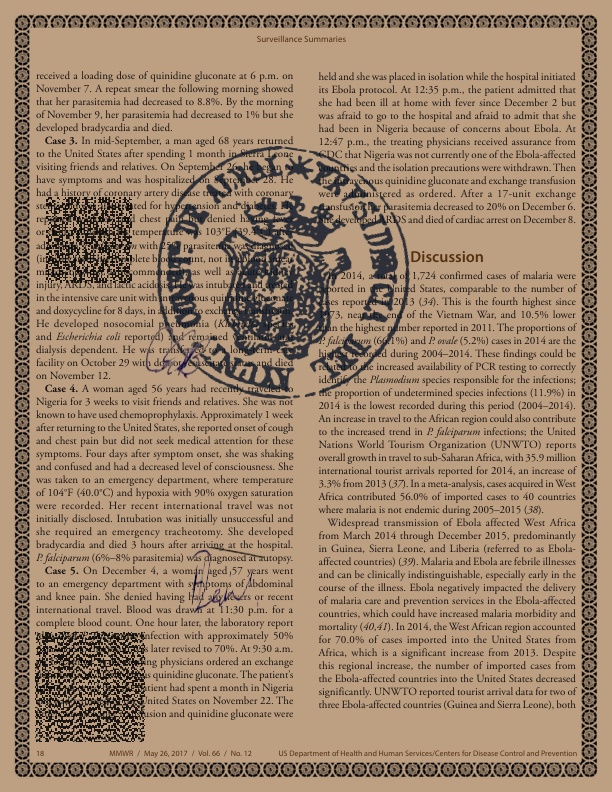 Surveillance Summaries
received a loading dose of quinidine gluconate at 6 p.m. on
November 7. A repeat smear the following morning showed
that her parasitemia had decreased to 8.8%. By the morning
of November 9, her parasitemia had decreased to 1% but she
developed bradycardia and died.
Case 3. In mid-September, a man aged 68 years returned
to the United States after spending 1 month in Sierra Leone
visiting friends and relatives. On September 26, he began
have symptoms and was hospitalized on September 28. He
had a history of coronary artery disease treated with coronary
for hypertension and
chest pain
temperature 103°F (39.4
with 25% parasitemia was
count, not
as well as
injury, ARDS, and lactic acidosis. He was intubated and treated
in the intensive care unit with intravenous quinidine gluconate
and doxycycline for 8 days, in addition to exchange transfusion.
He developed nosocomial pneumonia
and Escherichia coli reported) and remained
dialysis dependent. He was transferred to a long-term care
facility on October 29 with and died
on November 12.
Case 4. A woman aged 56 years had recently traveled to
Nigeria for 3 weeks to visit friends and relatives. She was not
known to have used chemoprophylaxis. Approximately 1 week
after returning to the United States, she reported onset of cough
and chest pain but did not seek medical attention for these
symptoms. Four days after symptom onset, she was shaking
and confused and had a decreased level of consciousness. She
was taken to an emergency department, where temperature
of 104°F (40.0°C) and hypoxia with 90% oxygen saturation
were recorded. Her recent international travel was not
initially disclosed. Intubation was initially unsuccessful and
she required an emergency tracheotomy. She developed
bradycardia and died 3 hours after arriving at the hospital.
P. falciparum (6%–8% parasitemia) was diagnosed at autopsy.
Case 5. On December 4, a woman aged 57 years went
to an emergency department with symptoms of abdominal
and knee pain. She denied having had fevers or recent
international travel. Blood was drawn at 11:30 p.m. for a
complete blood count. One hour later, the laboratory report
infection with approximately 50%
later revised to 70%. At 9:30 a.m.
physicians ordered an exchange
quinidine gluconate. The patient's
patient had spent a month in Nigeria
United States on November 22. The
and quinidine gluconate were
held and she was placed in isolation while the hospital initiated
its Ebola protocol. At 12:35 p.m., the patient admitted that
she had been ill at home with fever since December 2 but
was afraid to go to the hospital and afraid to admit that she
had been in Nigeria because of concerns about Ebola. At
12:47 p.m., the treating physicians received assurance from
CDC that Nigeria was not currently one of the Ebola-affected
countries and the isolation precautions were withdrawn. Then
the intravenous quinidine gluconate and exchange transfusion
were administered as ordered. After a 17-unit exchange
transfusion, her parasitemia decreased to 20% on December 6.
She developed ARDS and died of cardiac arrest on December 8.
Discussion
In 2014, a total of 1,724 confirmed cases of malaria were
reported in the United States, comparable to the number of
cases reported in 2013 (34). This is the fourth highest since
1973, near the end of the Vietnam War, and 10.5% lower
than the highest number reported in 2011. The proportions of
P. falciparum (66.1%) and P. ovale (5.2%) cases in 2014 are the
highest recorded during 2004–2014. These findings could be
related to the increased availability of PCR testing to correctly
identify the Plasmodium species responsible for the infections;
the proportion of undetermined species infections (11.9%) in
2014 is the lowest recorded during this period (2004–2014).
An increase in travel to the African region could also contribute
to the increased trend in P. falciparum infections; the United
Nations World Tourism Organization (UNWTO) reports
overall growth in travel to sub-Saharan Africa, with 35.9 million
international tourist arrivals reported for 2014, an increase of
3.3% from 2013 (37). In a meta-analysis, cases acquired in West
Africa contributed 56.0% of imported cases to 40 countries
where malaria is not endemic during 2005–2015 (38).
Widespread transmission of Ebola affected West Africa
from March 2014 through December 2015, predominantly
in Guinea, Sierra Leone, and Liberia (referred to as Ebola-
affected countries) (39). Malaria and Ebola are febrile illnesses
and can be clinically indistinguishable, especially early in the
course of the illness. Ebola negatively impacted the delivery
of malaria care and prevention services in the Ebola-affected
countries, which could have increased malaria morbidity and
mortality (40,41). In 2014, the West African region accounted
for 70.0% of cases imported into the United States from
Africa, which is a significant increase from 2013. Despite
this regional increase, the number of imported cases from
the Ebola-affected countries into the United States decreased
significantly. UNWTO reported tourist arrival data for two of
three Ebola-affected countries (Guinea and Sierra Leone), both
18 MMWR / May 26, 2017 / Vol. 66 / No. 12 US Department of Health and Human Services/Centers for Disease Control and Prevention